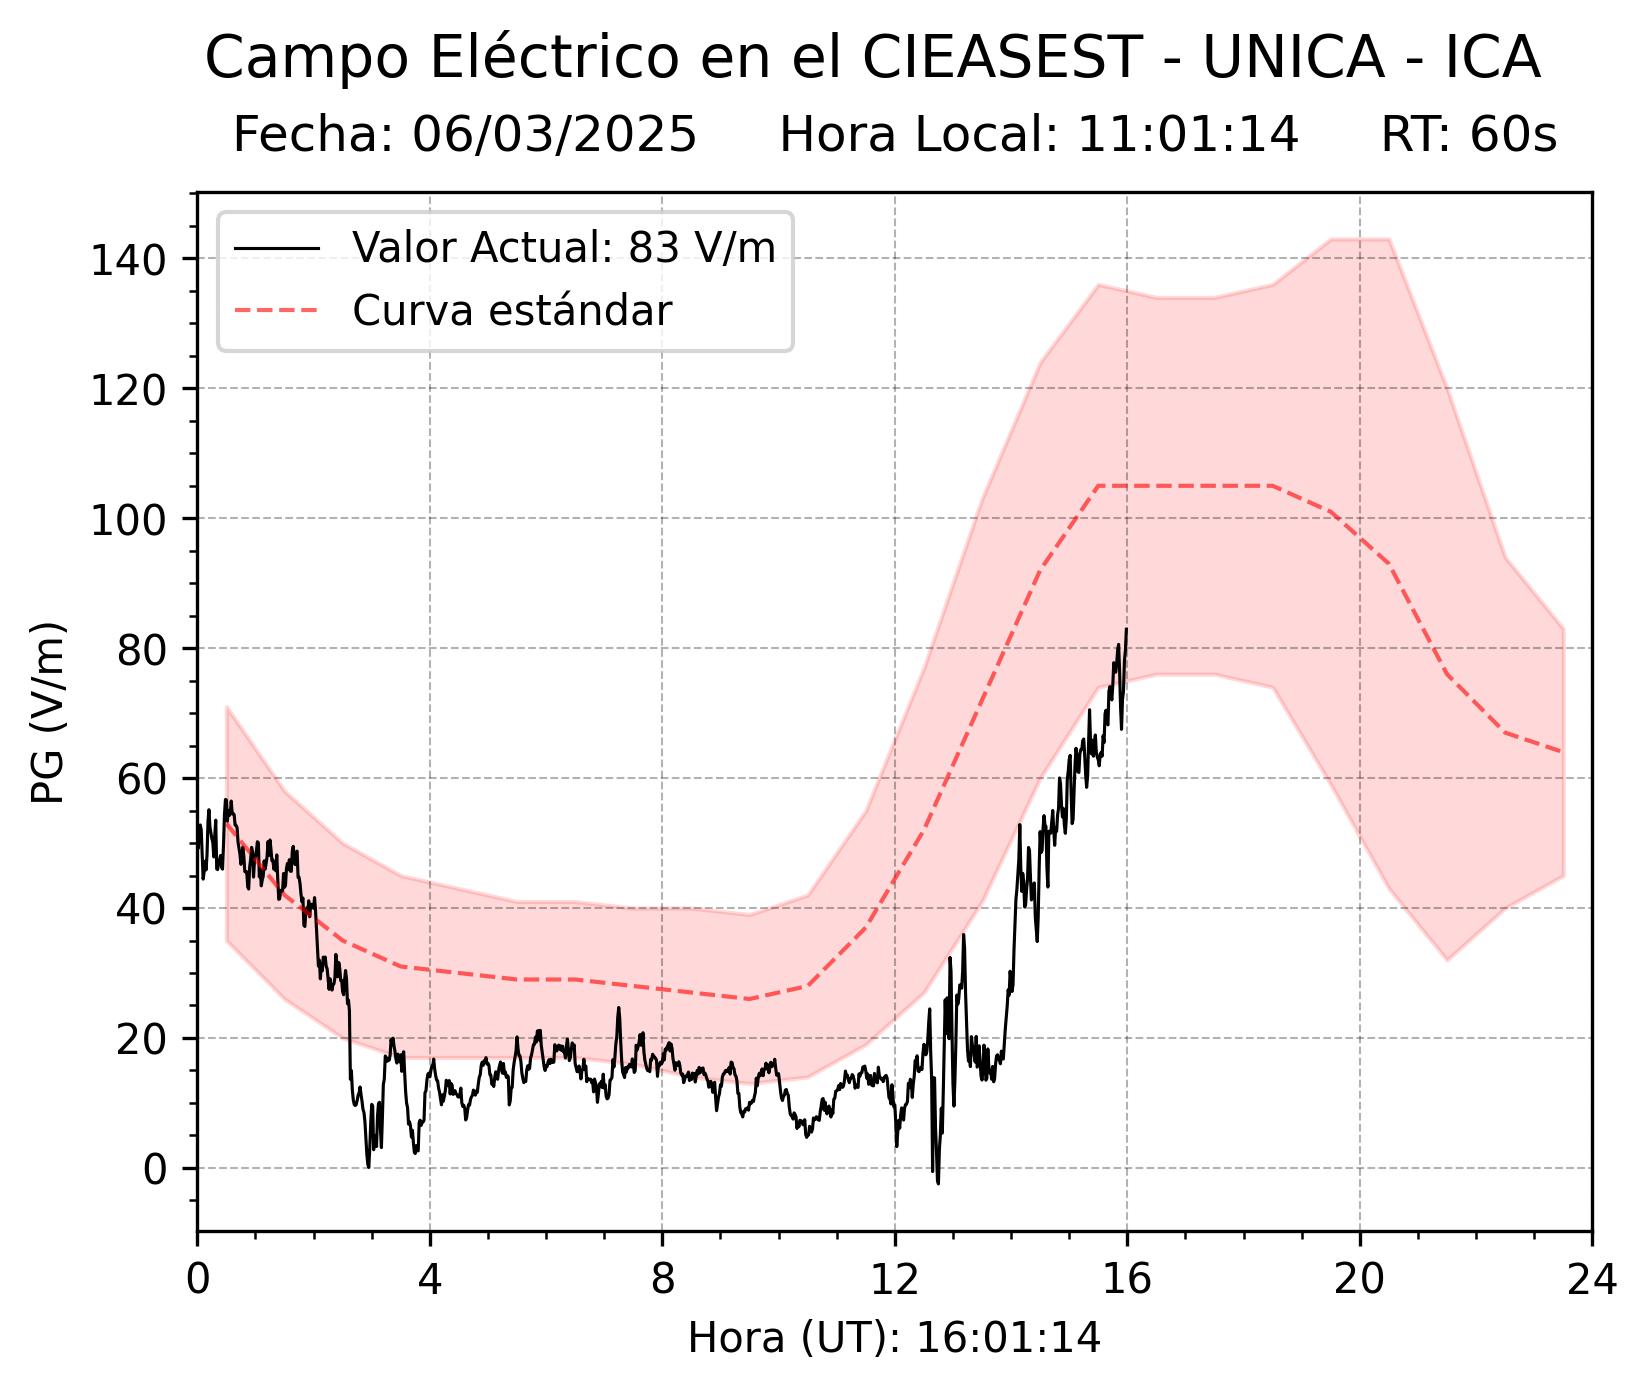 Campo Eléctrico en el CIEASEST - UNICA - ICA
Fecha: 06/03/2025 Hora Local: 11:01:14 RT: 60s
Valor Actual: 83 V/m
Curva estándar
PG (V/m)
140
120
100
80
60
40
20
0
0 4 8 12 16 20 24
Hora (UT): 16:01:14